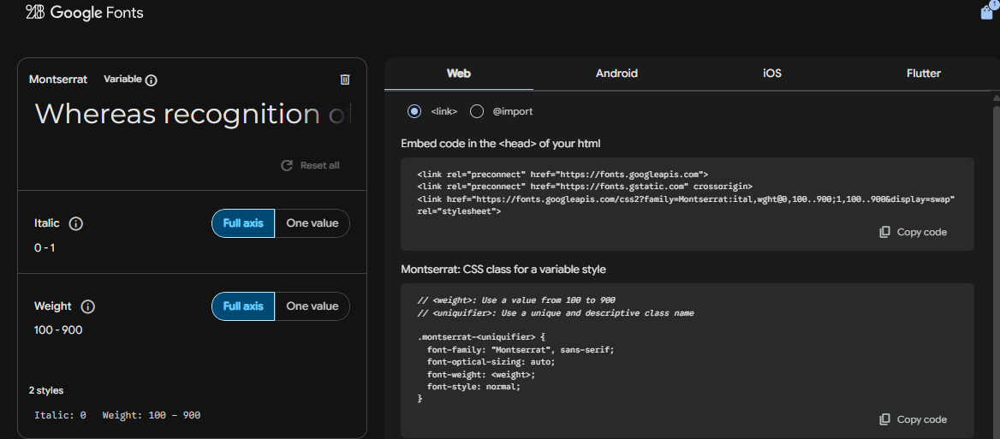 Google Fonts
1
Montserrat Variable
Whereas recognition of
Reset all
Italic
Full axis One value
0 - 1
Weight
Full axis One value
100 - 900
2 styles
Italic: 0 Weight: 100 – 900
Web Android iOS Flutter
<link> @import
Embed code in the <head> of your html
<link rel="preconnect" href="https://fonts.googleapis.com">
<link rel="preconnect" href="https://fonts.gstatic.com" crossorigin>
<link href="https://fonts.googleapis.com/css2?family=Montserrat:ital,wght@0,100..900;1,100..900&display=swap"
rel="stylesheet">
Copy code
Montserrat: CSS class for a variable style
// <weight>: Use a value from 100 to 900
// <uniquifier>: Use a unique and descriptive class name
.montserrat-<uniquifier> {
font-family: "Montserrat", sans-serif;
font-optical-sizing: auto;
font-weight: <weight>;
font-style: normal;
}
Copy code